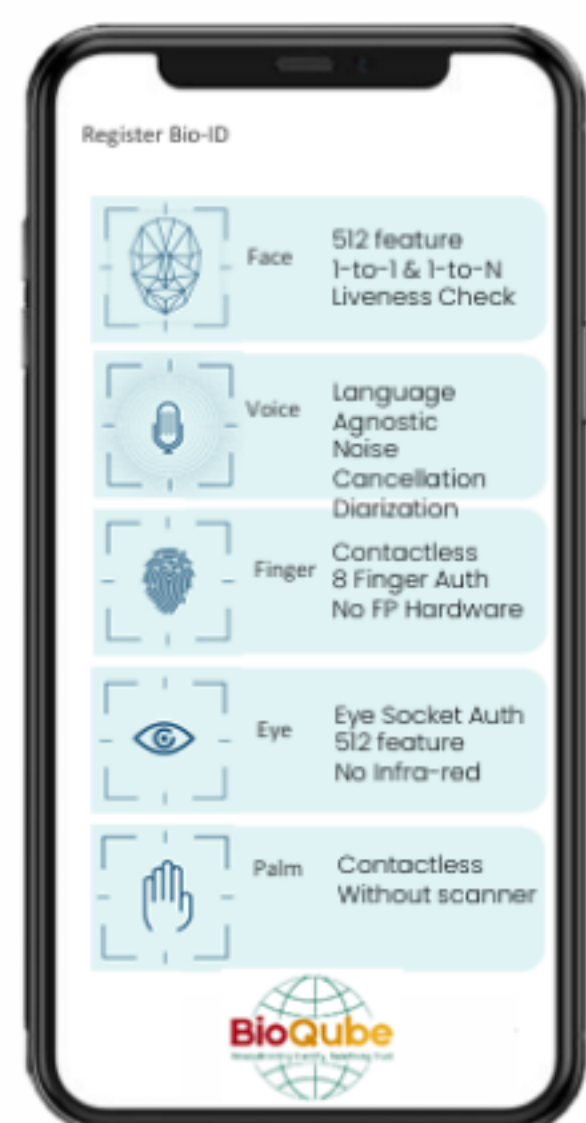 Register Bio-ID
Face
512 feature
1-to-1 & 1-to-N
Liveness Check
Voice
Language
Agnostic
Noise
Cancellation
Diarization
Finger
Contactless
8 Finger Auth
No FP Hardware
Eye
Eye Socket Auth
512 feature
No Infra-red
Palm
Contactless
Without scanner
BioQube